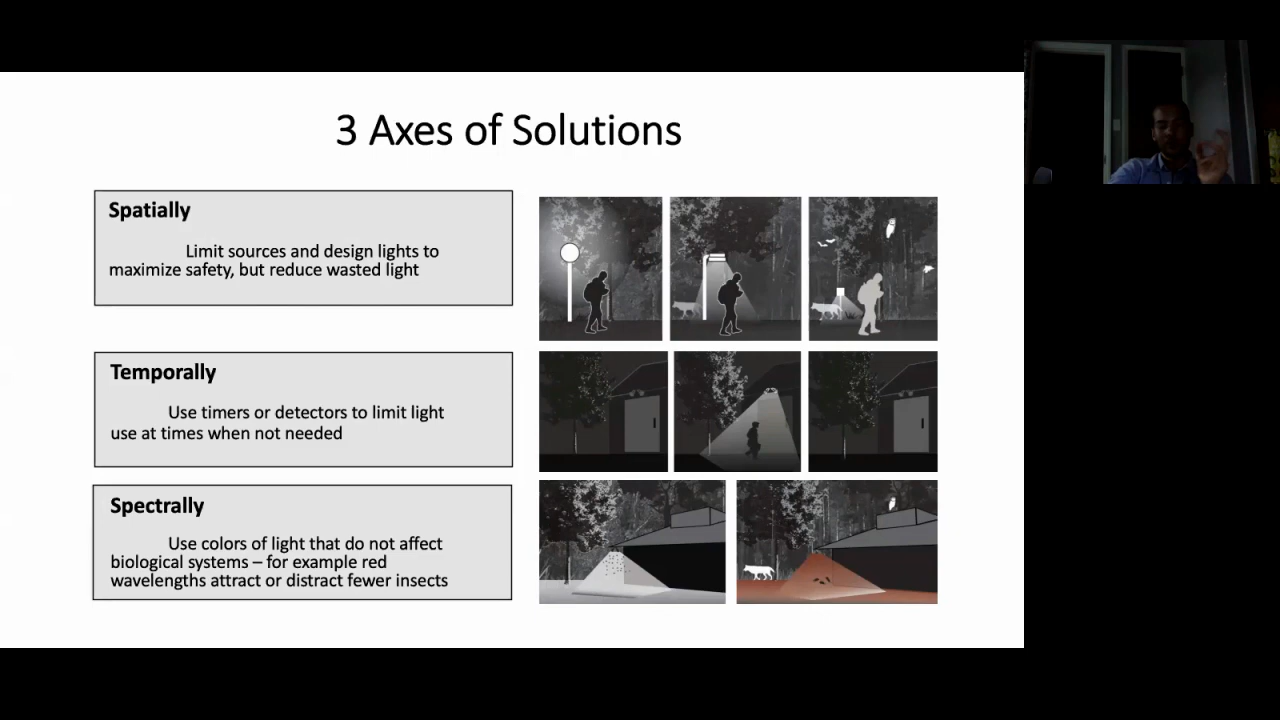 3 Axes of Solutions
Spatially
Limit sources and design lights to
maximize safety, but reduce wasted light
Temporally
Use timers or detectors to limit light
use at times when not needed
Spectrally
Use colors of light that do not affect
biological systems – for example red
wavelengths attract or distract fewer insects